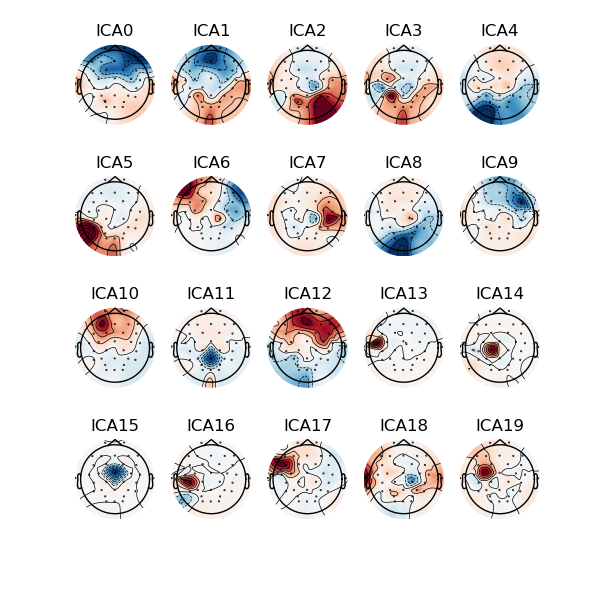 ICA0 ICA1 ICA2 ICA3 ICA4
ICA5 ICA6 ICA7 ICA8 ICA9
ICA10 ICA11 ICA12 ICA13 ICA14
ICA15 ICA16 ICA17 ICA18 ICA19